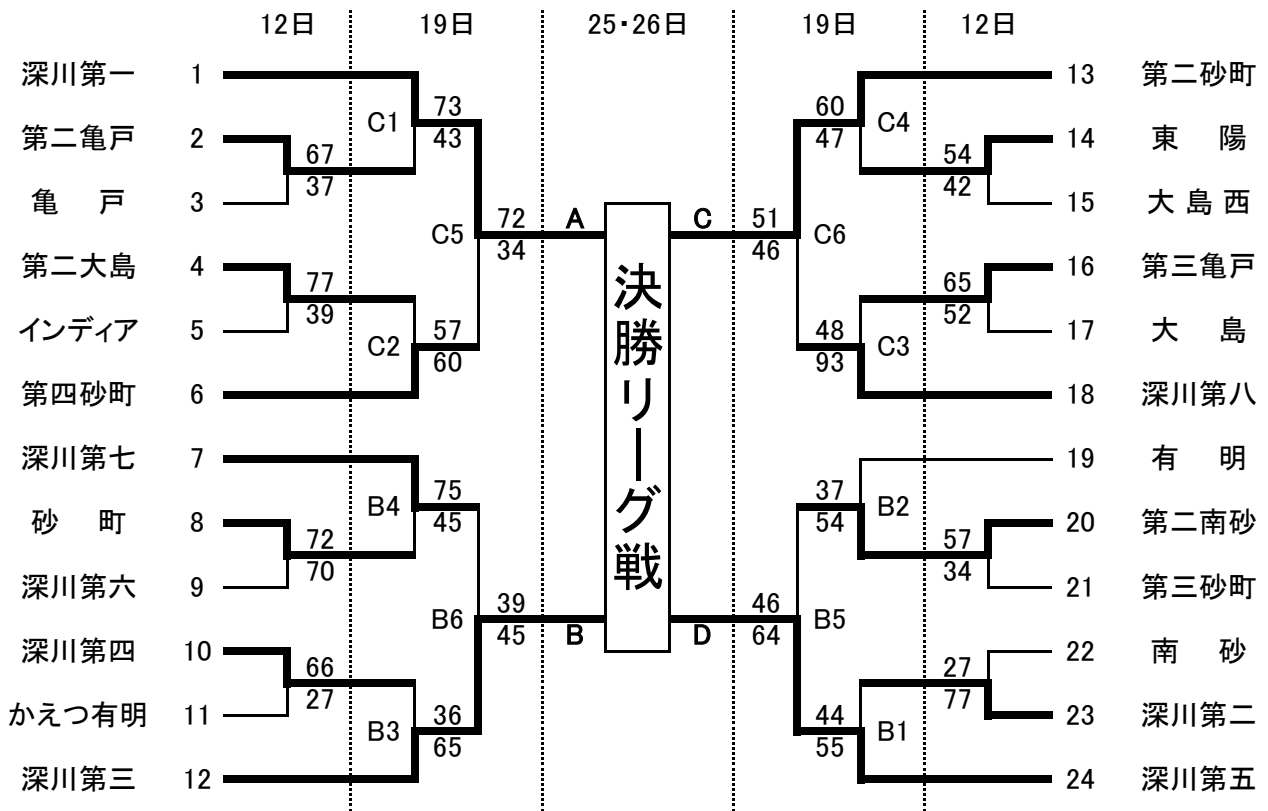 12日 19日 25・26日 19日 12日
深川第一 1 13 第二砂町
73 60
C1 C4
43 47
第二亀戸 2 14 東 陽
67 54
37 42
亀 戸 3 15 大島西
72 A C 51
C5 C6
34 46
第二大島 4 16 第三亀戸
77 65
39 52
インディア 5 17 大 島
57 48
C2 C3
60 93
第四砂町 6 18 深川第八
決勝リーグ戦
深川第七 7 19 有 明
75 37
B4 B2
45 54
砂 町 8 20 第二南砂
72 57
70 34
深川第六 9 21 第三砂町
39 46
B6 B5
45 B D 64
深川第四 10 22 南 砂
66 27
27 77
かえつ有明 11 23 深川第二
36 44
B3 B1
65 55
深川第三 12 24 深川第五